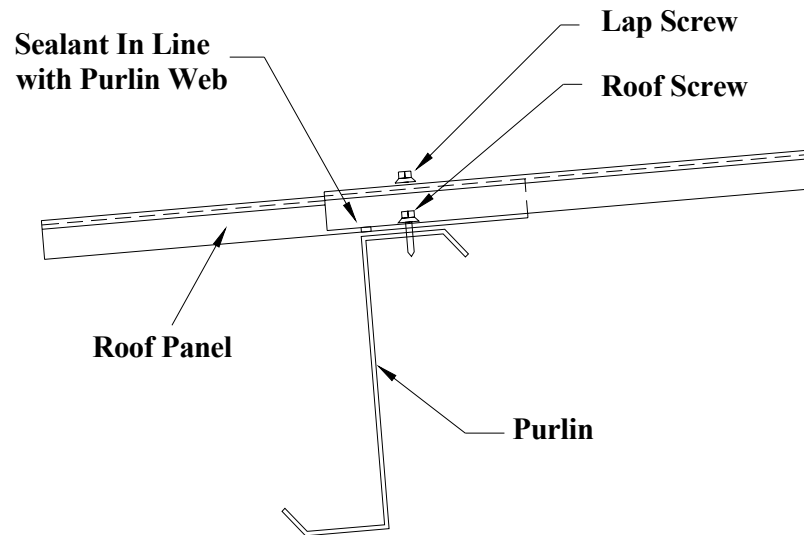 Sealant In Line
with Purlin Web
Lap Screw
Roof Screw
Roof Panel
Purlin